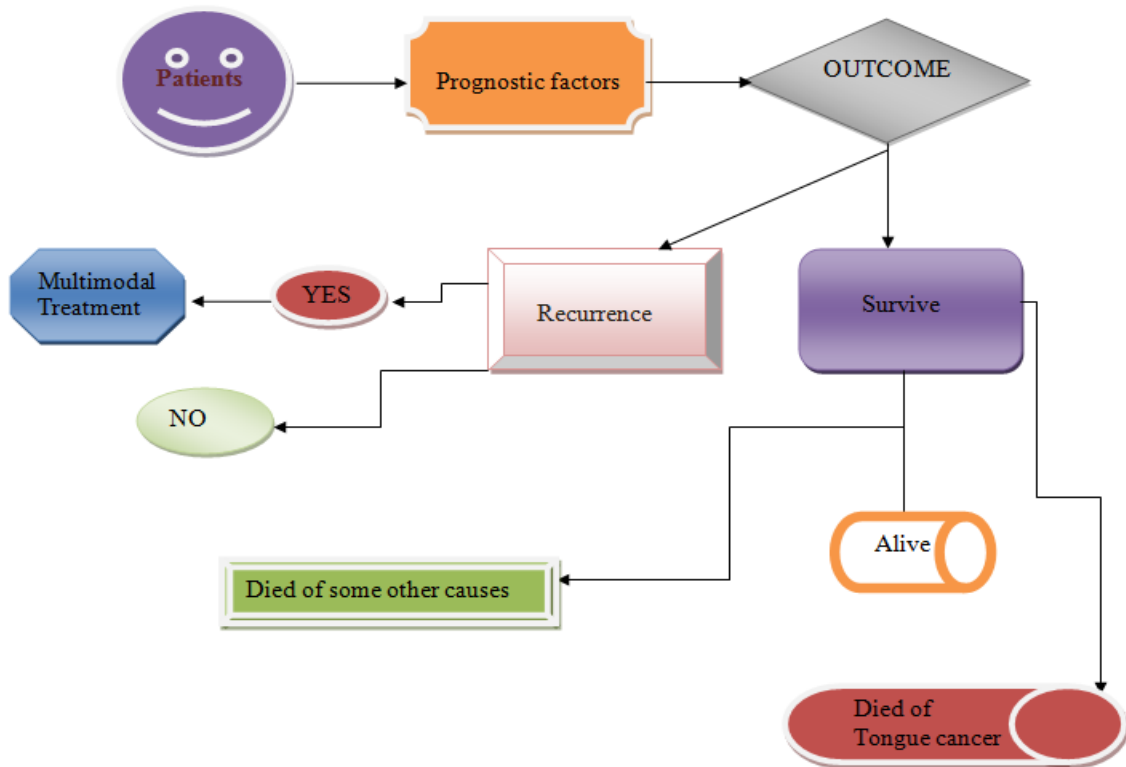 Patients
Prognostic factors
OUTCOME
Multimodal
Treatment
YES
Recurrence
Survive
NO
Alive
Died of some other causes
Died of
Tongue cancer